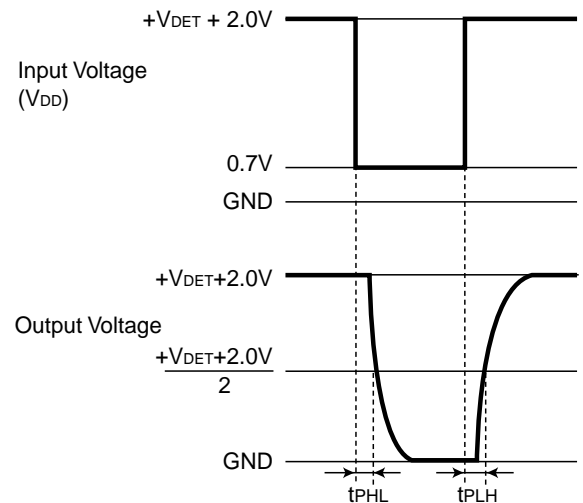 +VDET + 2.0V
Input Voltage
(VDD)
0.7V
GND
+VDET+2.0V
Output Voltage
+VDET+2.0V
2
GND
tPHL
tPLH